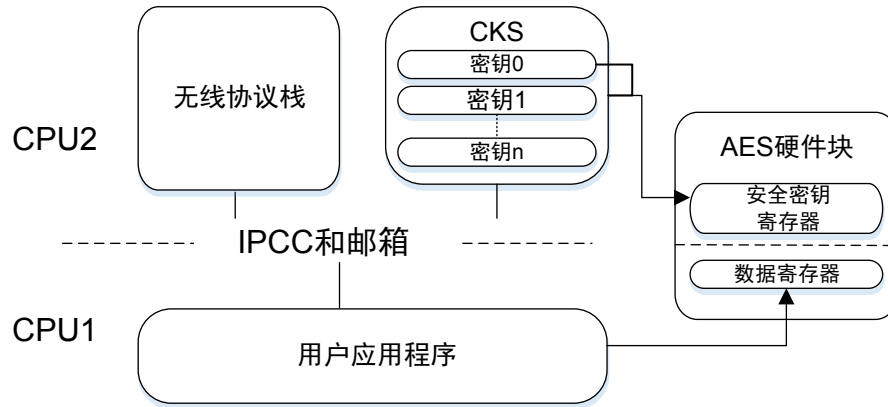 CKS
密钥0
无线协议栈
密钥1
CPU2
密钥n
AES硬件块
安全密钥
寄存器
IPCC和邮箱
数据寄存器
CPU1
用户应用程序